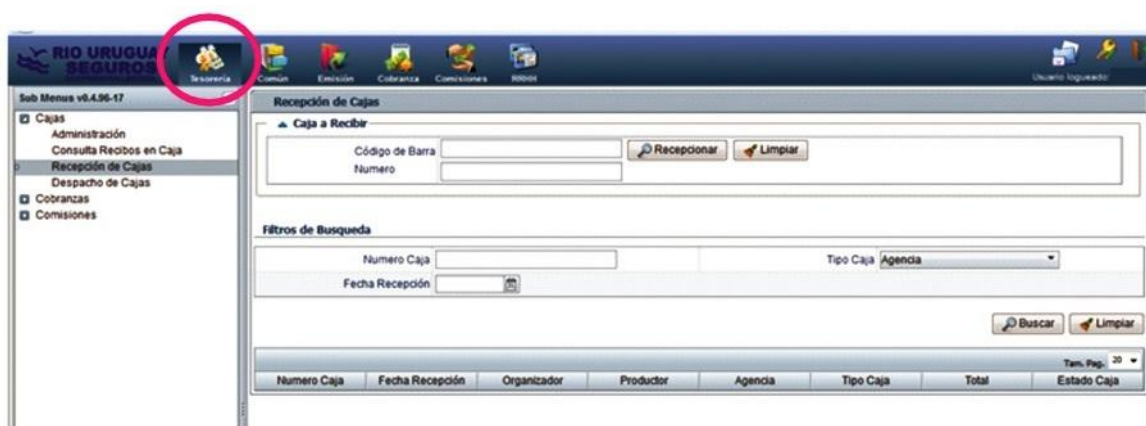 RIO URUGUAY
SEGUROS
Tesorería
Común
Emisión
Cobranza
Comisiones
RRHH
Usuario logueado:
Sub Menus v0.4.96-17
Cajas
Administración
Consulta Recibos en Caja
Recepción de Cajas
Despacho de Cajas
Cobranzas
Comisiones
Recepción de Cajas
Caja a Recibir
Código de Barra
Recepcionar
Limpiar
Numero
Filtros de Busqueda
Numero Caja
Tipo Caja Agencia
Fecha Recepción
Buscar
Limpiar
Tam. Pag. 20
Numero Caja Fecha Recepción Organizador Productor Agencia Tipo Caja Total Estado Caja